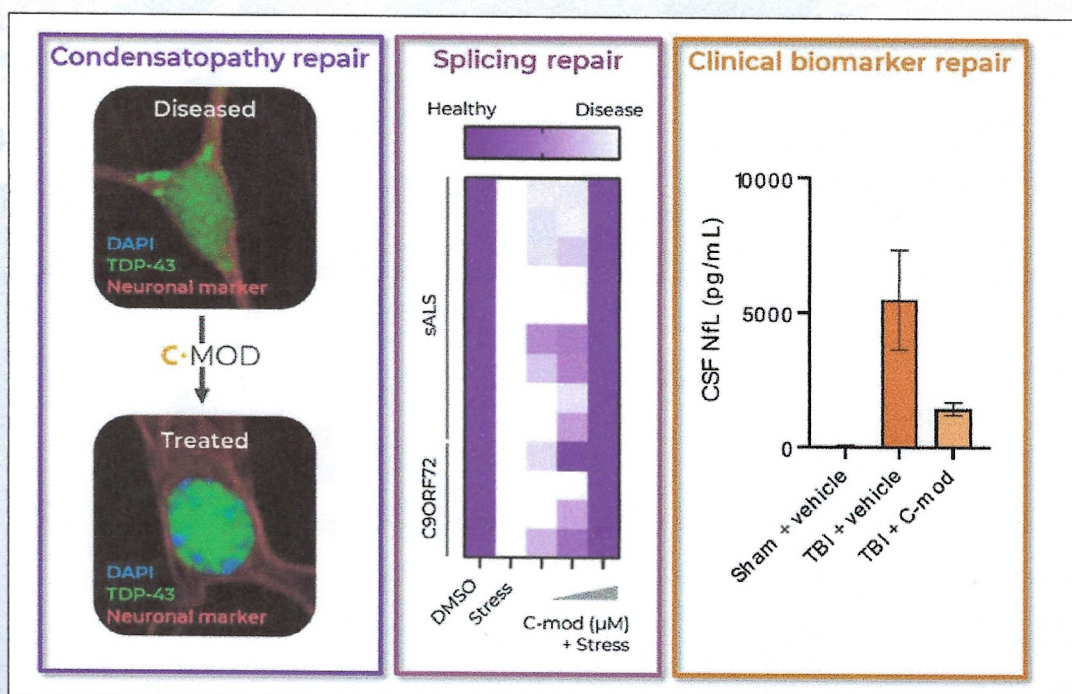 Condensatopathy repair
Diseased
DAPI
TDP-43
Neuronal marker
C·MOD
Treated
DAPI
TDP-43
Neuronal marker
Splicing repair
Healthy Disease
sALS
C9ORF72
DMSO
Stress
C-mod (µM)
+ Stress
Clinical biomarker repair
CSF NfL (pg/mL)
10000
5000
0
Sham + vehicle
TBI + vehicle
TBI + C-mod